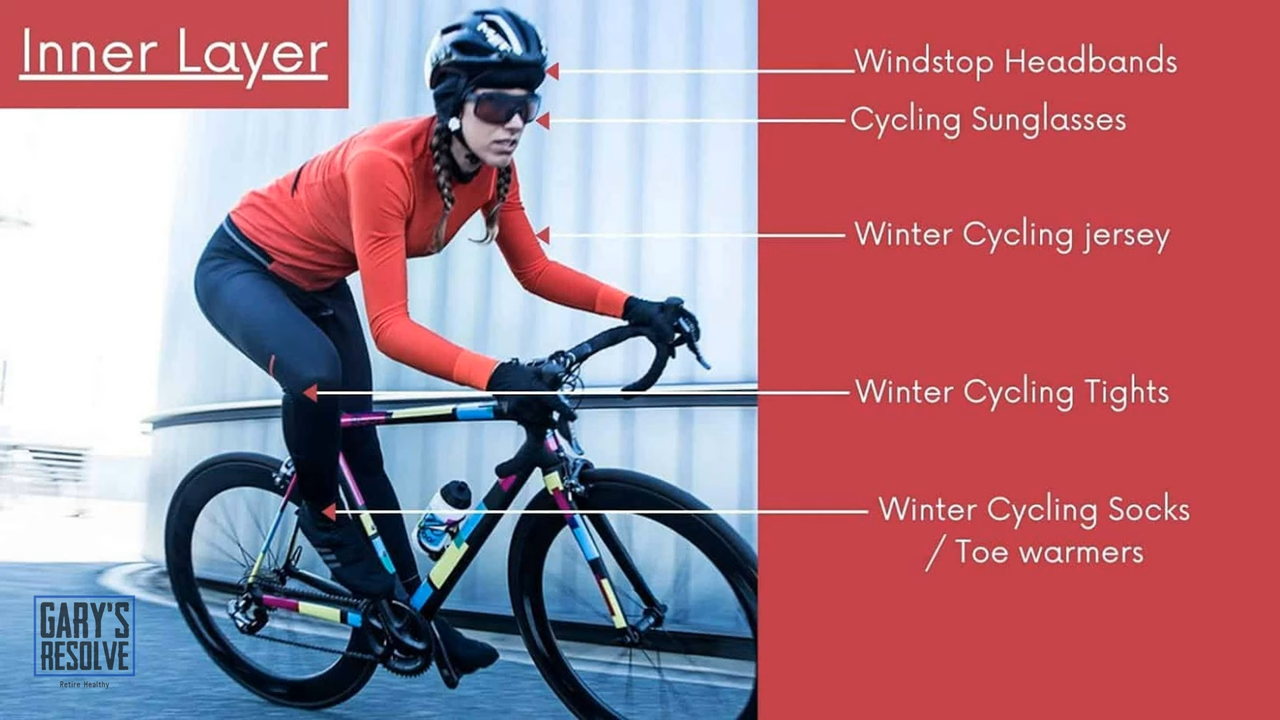 Inner Layer
Windstop Headbands
Cycling Sunglasses
Winter Cycling jersey
Winter Cycling Tights
Winter Cycling Socks
/ Toe warmers
GARY'S
RESOLVE
Retire Healthy